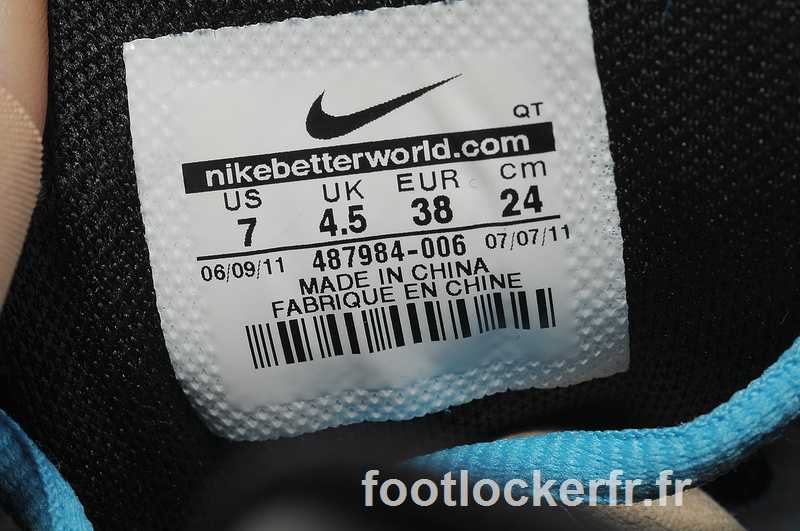 QT
nikebetterworld.com
US UK EUR cm
7 4.5 38 24
06/09/11 487984-006 07/07/11
MADE IN CHINA
FABRIQUE EN CHINE
footlockerfr.fr